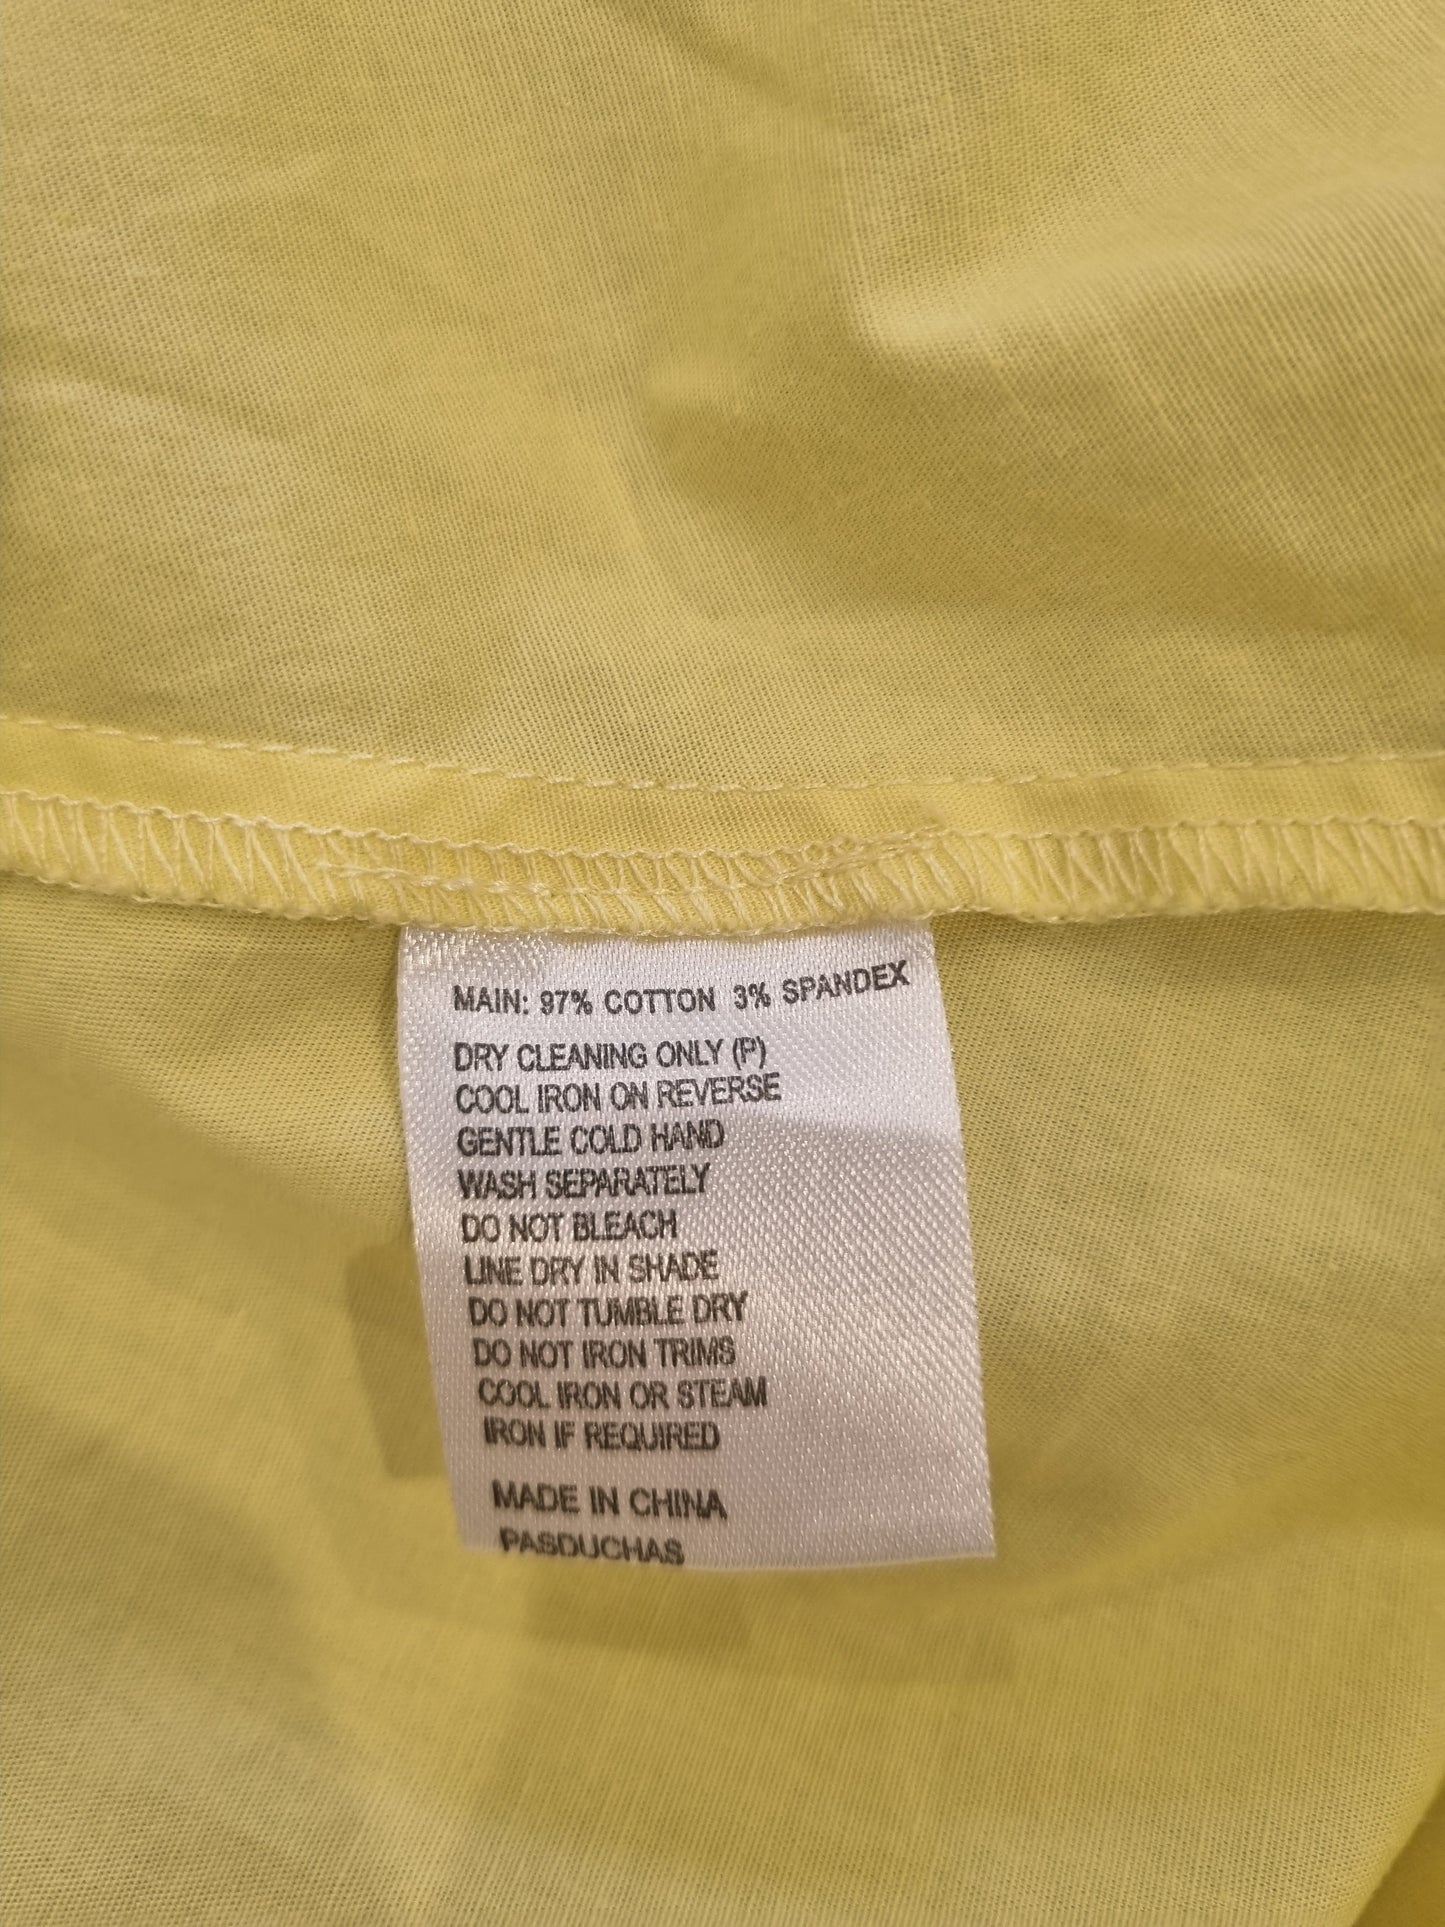 MAIN: 97% COTTON 3% SPANDEX
DRY CLEANING ONLY (P)
COOL IRON ON REVERSE
GENTLE COLD HAND
WASH SEPARATELY
DO NOT BLEACH
LINE DRY IN SHADE
DO NOT TUMBLE DRY
DO NOT IRON TRIMS
COOL IRON OR STEAM
IRON IF REQUIRED
MADE IN CHINA
PASDUCHAS